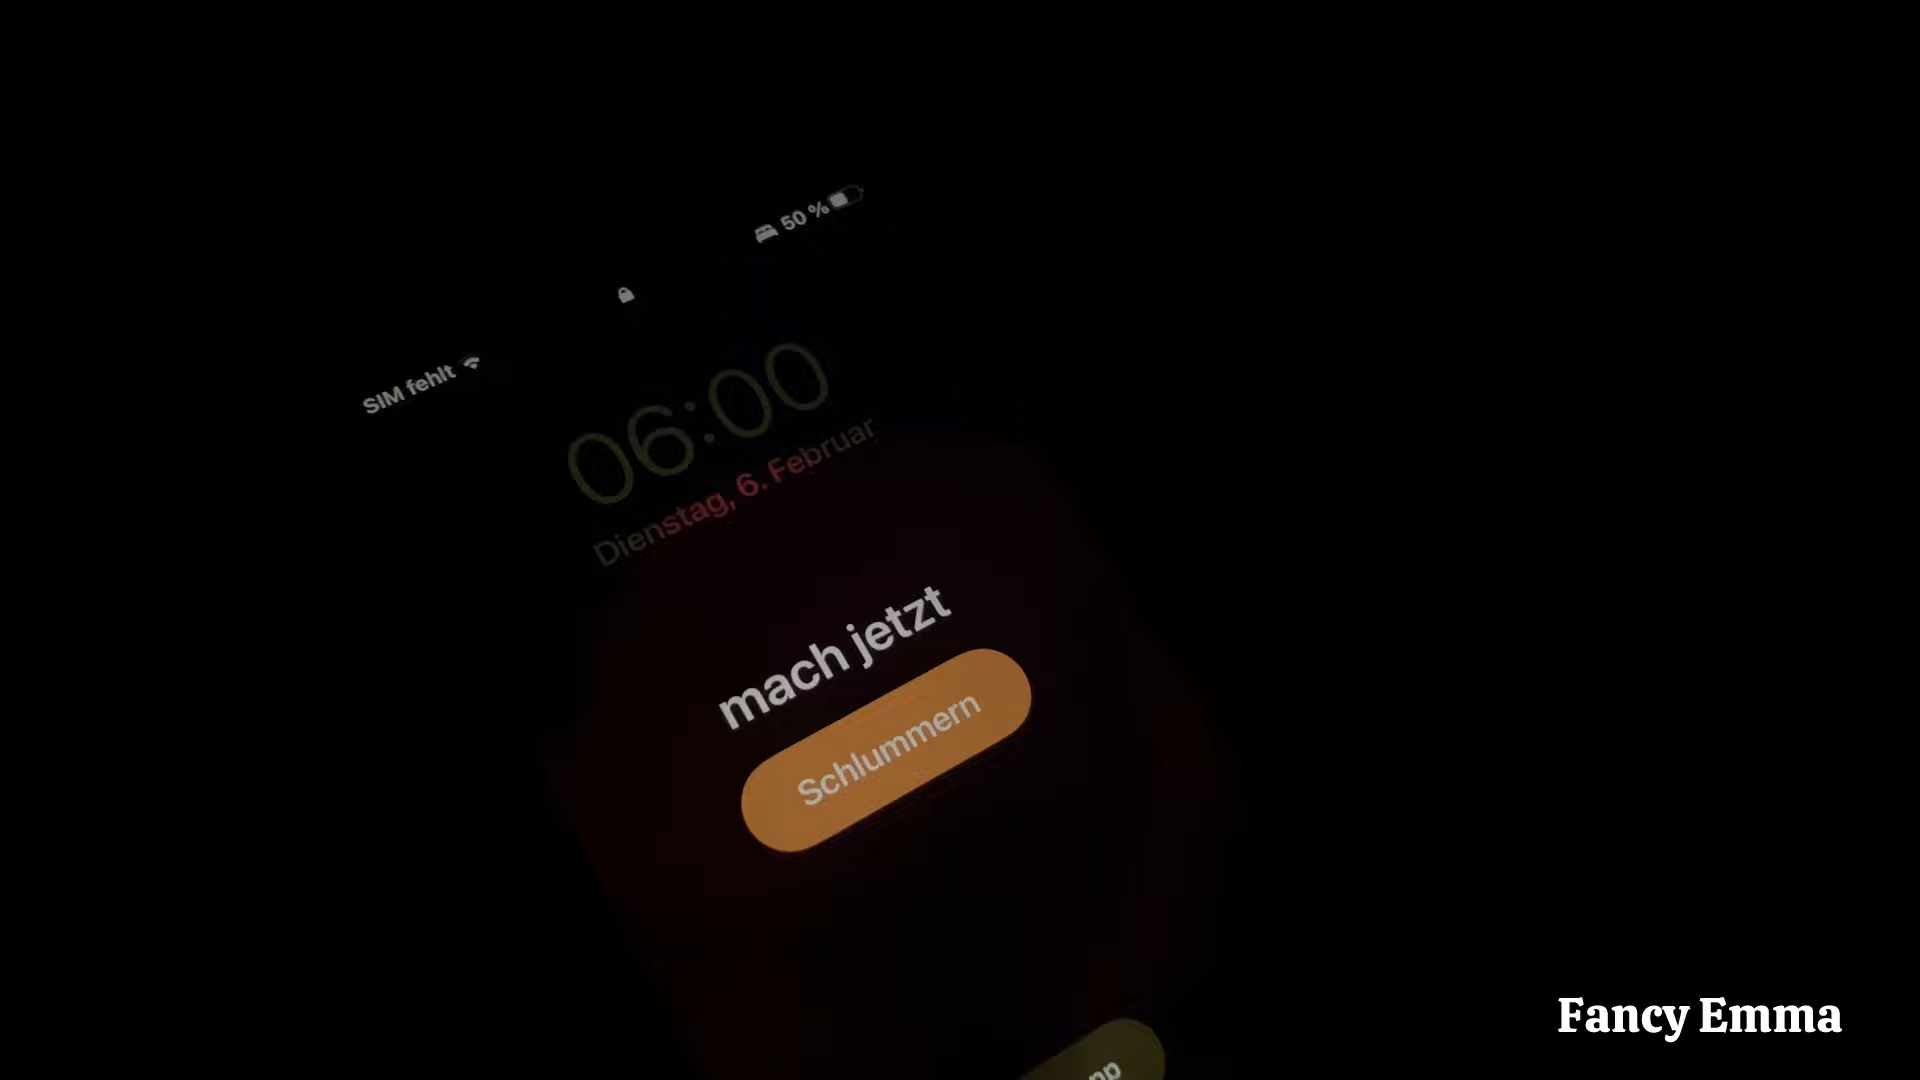 SIM fehlt
50 %
06:00
Dienstag, 6. Februar
mach jetzt
Schlummern
Fancy Emma